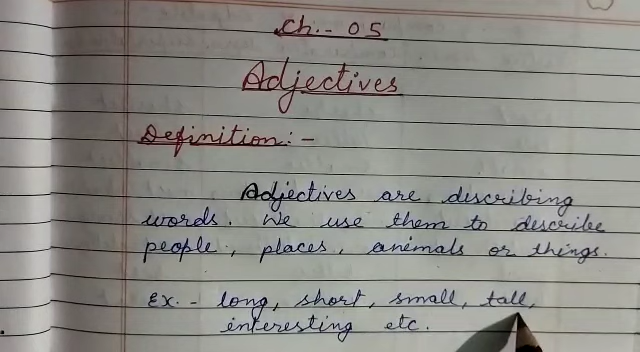 Ch.- 05
Adjectives
Definition:-
Adjectives are describing
words. We use them to describe
people, places, animals or things.
Ex. - long, short, small, tall,
interesting etc.